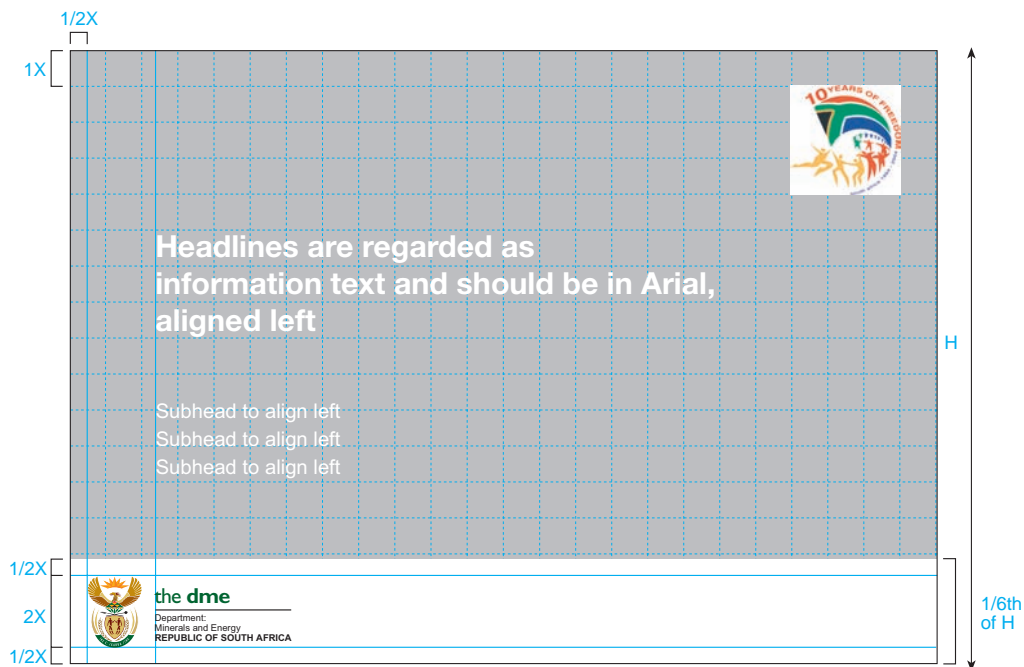 1/2X
1X
10 YEARS OF FREEDOM
Headlines are regarded as
information text and should be in Arial,
aligned left
H
Subhead to align left
Subhead to align left
Subhead to align left
1/2X
the dme
Department:
Minerals and Energy
REPUBLIC OF SOUTH AFRICA
2X
1/2X
1/6th
of H